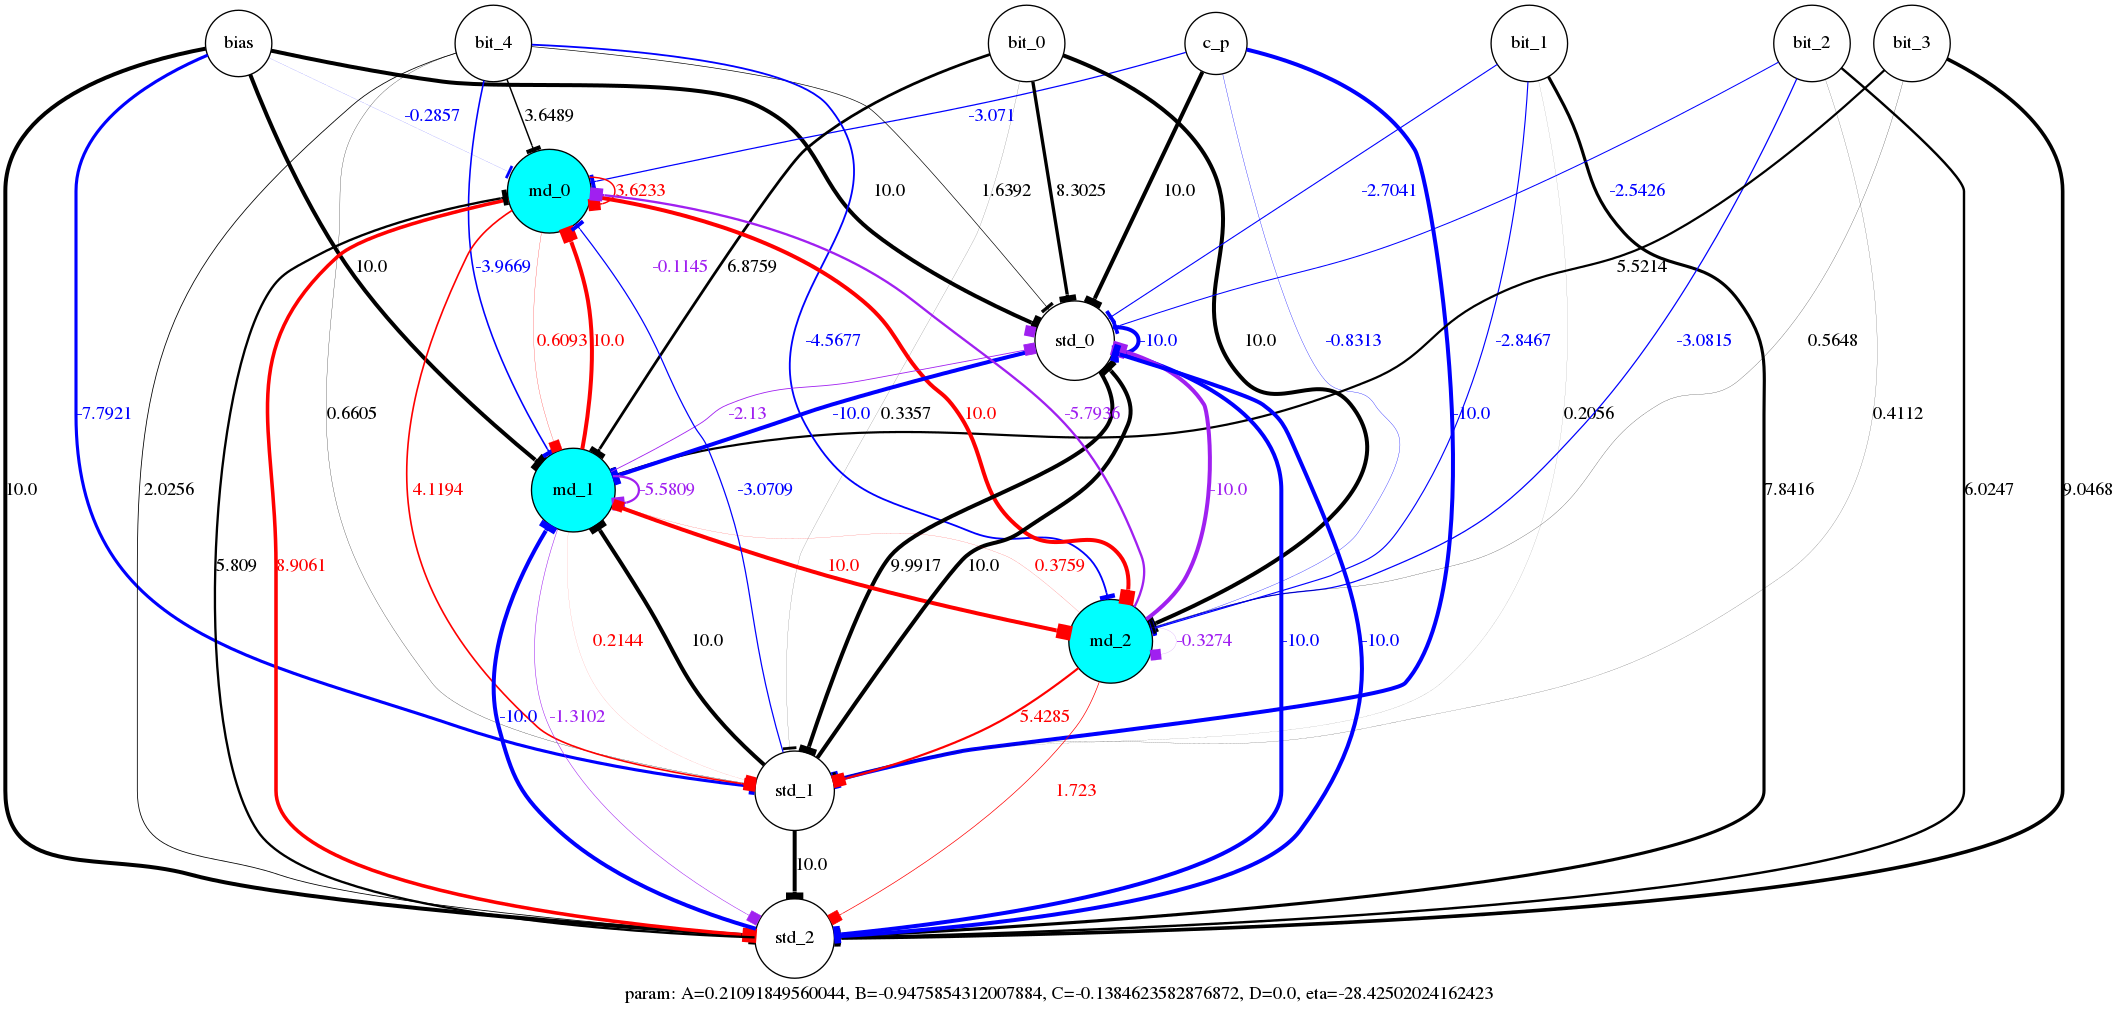 bias bit_4 bit_0 c_p bit_1 bit_2 bit_3
-0.2857 3.6489 -3.071
md_0 3.6233 10.0 1.6392 8.3025 10.0 -2.7041 -2.5426
10.0 -3.9669 -0.1145 6.8759 5.5214
0.6093 10.0 -4.5677 std_0 -10.0 10.0 -0.8313 -2.8467 -3.0815 0.5648
-7.7921 0.6605 -2.13 -10.0 0.3357 10.0 -5.7936 -10.0 0.2056 0.4112
10.0 2.0256 4.1194 md_1 -5.5809 -3.0709 -10.0 7.8416 6.0247 9.0468
5.809 8.9061 10.0 9.9917 10.0 0.3759
0.2144 10.0 md_2 -0.3274 -10.0 -10.0
-10.0 -1.3102 5.4285
std_1 1.723
10.0
std_2
param: A=0.21091849560044, B=-0.9475854312007884, C=-0.1384623582876872, D=0.0, eta=-28.42502024162423